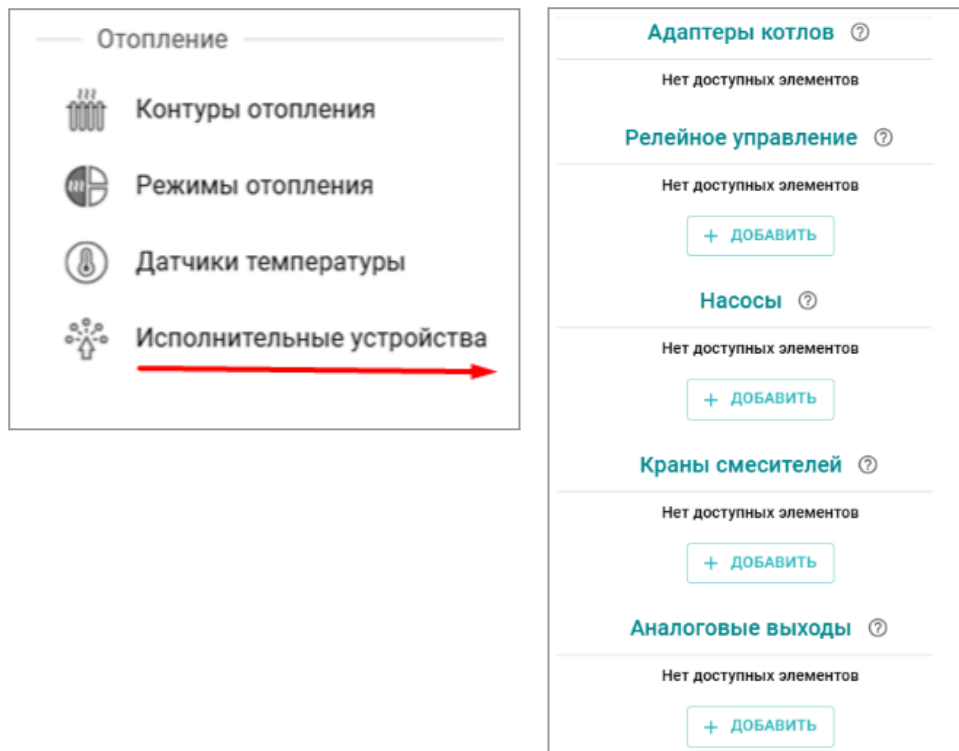 Отопление
Контуры отопления
Режимы отопления
Датчики температуры
Исполнительные устройства
Адаптеры котлов ?
Нет доступных элементов
Релейное управление ?
Нет доступных элементов
+ ДОБАВИТЬ
Насосы ?
Нет доступных элементов
+ ДОБАВИТЬ
Краны смесителей ?
Нет доступных элементов
+ ДОБАВИТЬ
Аналоговые выходы ?
Нет доступных элементов
+ ДОБАВИТЬ